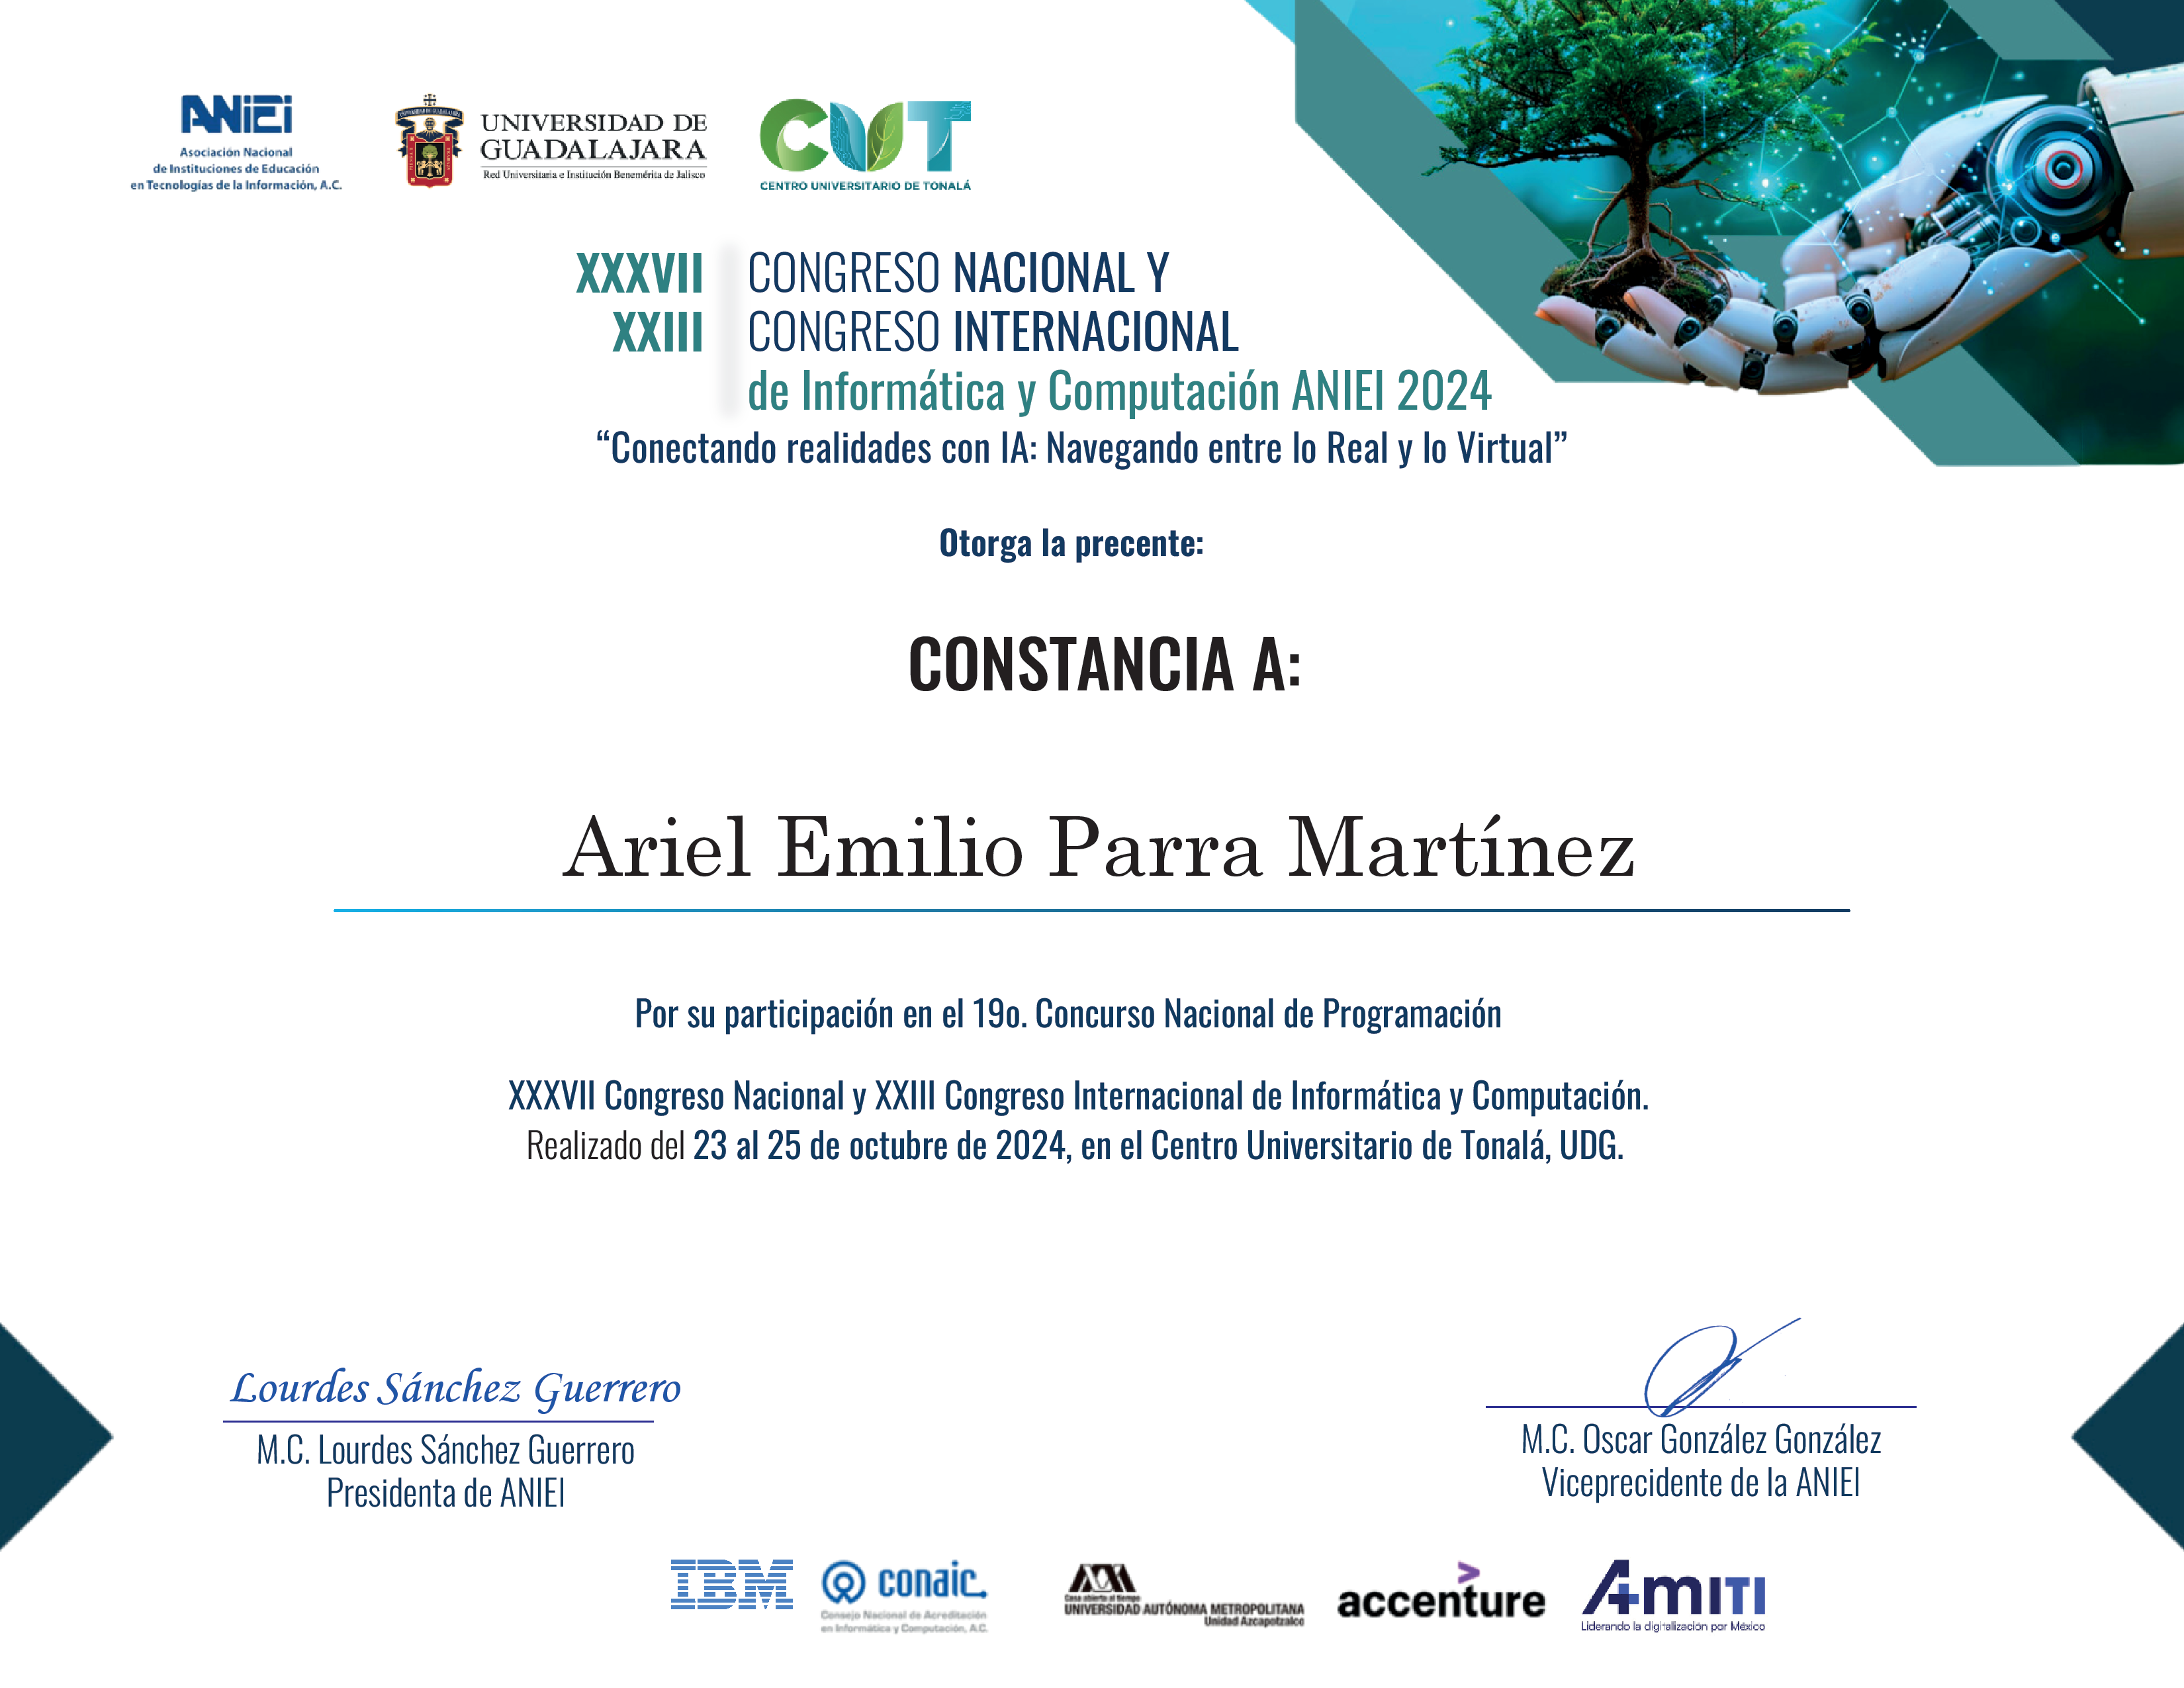 ANIEI
Asociación Nacional
de Instituciones de Educación
en Tecnologías de la Información, A.C.
UNIVERSIDAD DE
GUADALAJARA
Red Universitaria e Institución Benemérita de Jalisco
CUT
CENTRO UNIVERSITARIO DE TONALÁ
XXXVII CONGRESO NACIONAL Y
XXIII CONGRESO INTERNACIONAL
de Informática y Computación ANIEI 2024
“Conectando realidades con IA: Navegando entre lo Real y lo Virtual”
Otorga la precente:
CONSTANCIA A:
Ariel Emilio Parra Martínez
Por su participación en el 19o. Concurso Nacional de Programación
XXXVII Congreso Nacional y XXIII Congreso Internacional de Informática y Computación.
Realizado del 23 al 25 de octubre de 2024, en el Centro Universitario de Tonalá, UDG.
Lourdes Sánchez Guerrero
M.C. Lourdes Sánchez Guerrero
Presidenta de ANIEI
M.C. Oscar González González
Viceprecidente de la ANIEI
IBM
conaic
Consejo Nacional de Acreditación
en Informática y Computación, A.C.
Casa abierta al tiempo
UNIVERSIDAD AUTÓNOMA METROPOLITANA
Unidad Azcapotzalco
accenture
AMITI
Liderando la digitalización por México